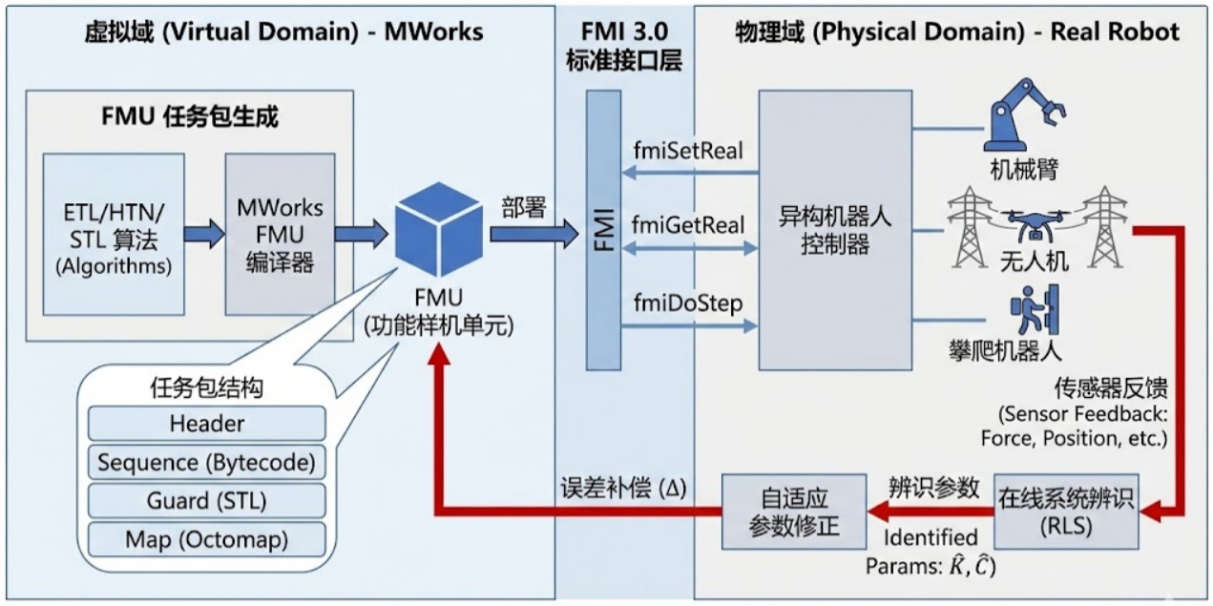 虚拟域 (Virtual Domain) - MWorks
FMI 3.0
标准接口层
物理域 (Physical Domain) - Real Robot
FMU 任务包生成
ETL/HTN/
STL 算法
(Algorithms)
MWorks
FMU
编译器
FMU
(功能样机单元)
部署
FMI
fmiSetReal
fmiGetReal
fmiDoStep
异构机器人
控制器
机械臂
无人机
攀爬机器人
任务包结构
Header
Sequence (Bytecode)
Guard (STL)
Map (Octomap)
传感器反馈
(Sensor Feedback:
Force, Position, etc.)
误差补偿 (Δ)
自适应
参数修正
辨识参数
Identified
Params: K̂, Ĉ)
在线系统辨识
(RLS)